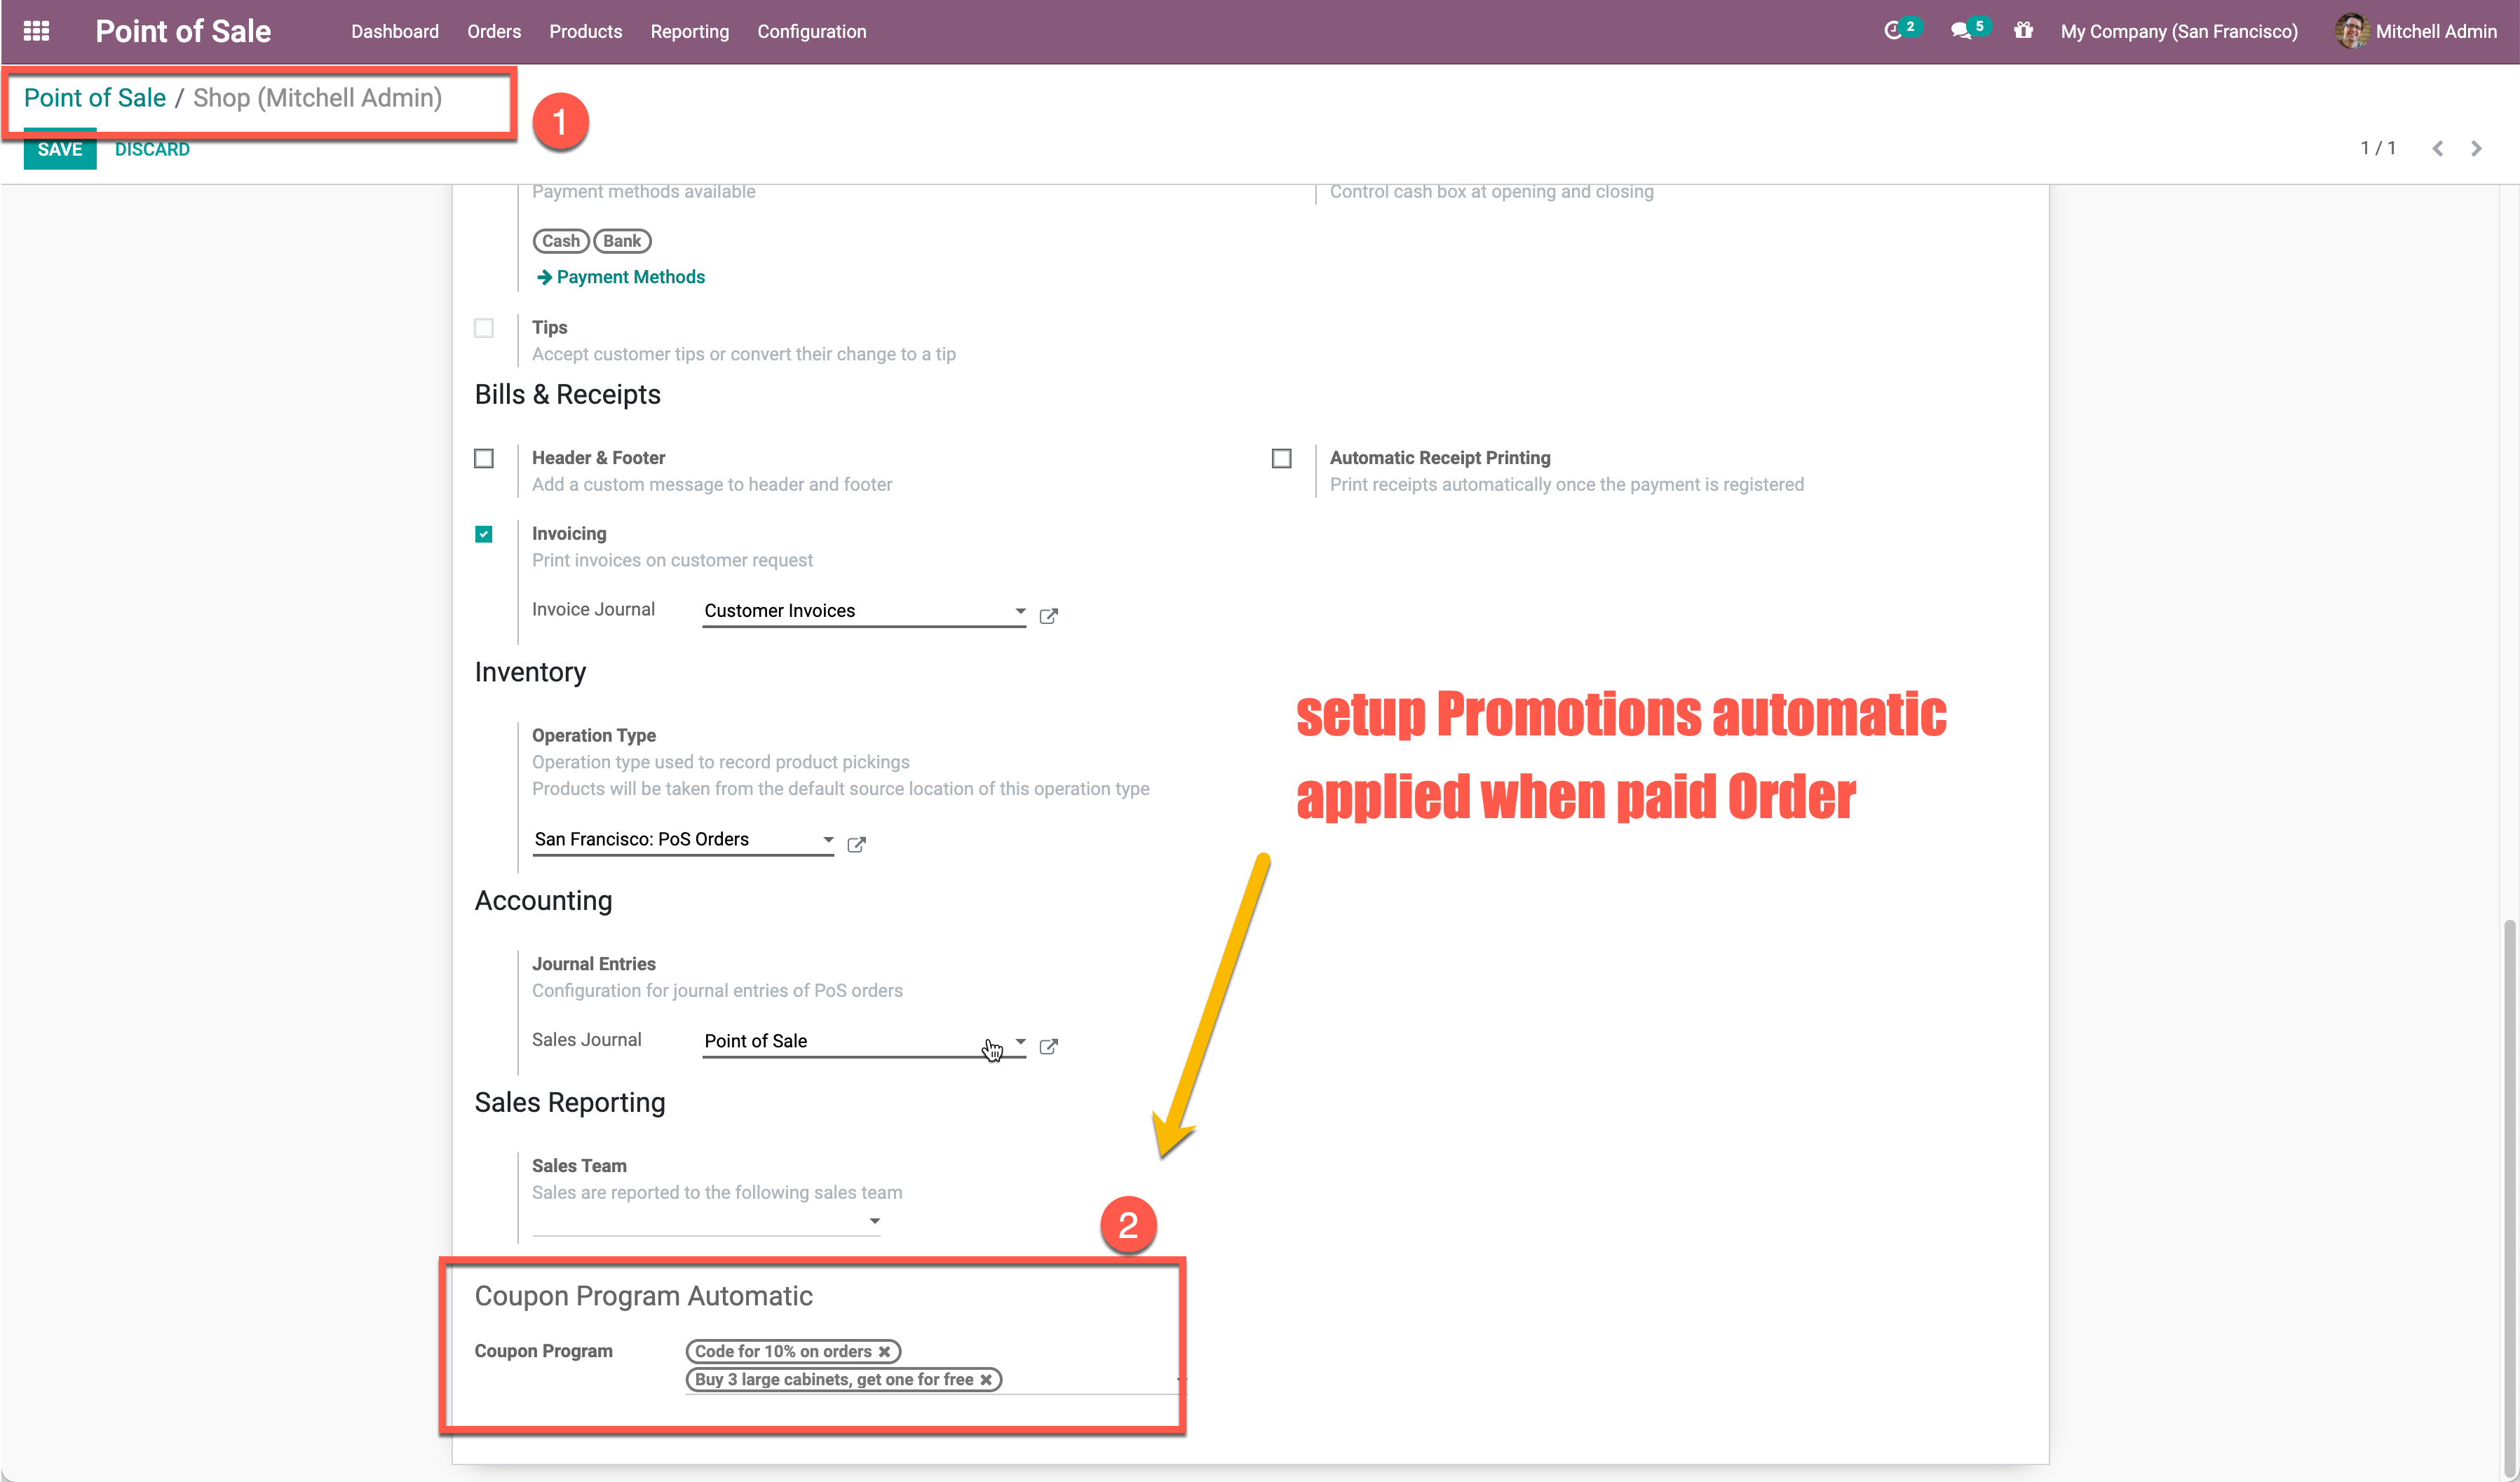 Point of Sale
Dashboard Orders Products Reporting Configuration
2 5 My Company (San Francisco) Mitchell Admin
Point of Sale / Shop (Mitchell Admin)
1
SAVE DISCARD
1 / 1
Payment methods available
Control cash box at opening and closing
Cash Bank
Payment Methods
Tips
Accept customer tips or convert their change to a tip
Bills & Receipts
Header & Footer
Add a custom message to header and footer
Automatic Receipt Printing
Print receipts automatically once the payment is registered
Invoicing
Print invoices on customer request
Invoice Journal Customer Invoices
Inventory
Operation Type
Operation type used to record product pickings
Products will be taken from the default source location of this operation type
San Francisco: PoS Orders
setup Promotions automatic
applied when paid Order
Accounting
Journal Entries
Configuration for journal entries of PoS orders
Sales Journal Point of Sale
Sales Reporting
Sales Team
Sales are reported to the following sales team
2
Coupon Program Automatic
Coupon Program Code for 10% on orders ×
Buy 3 large cabinets, get one for free ×